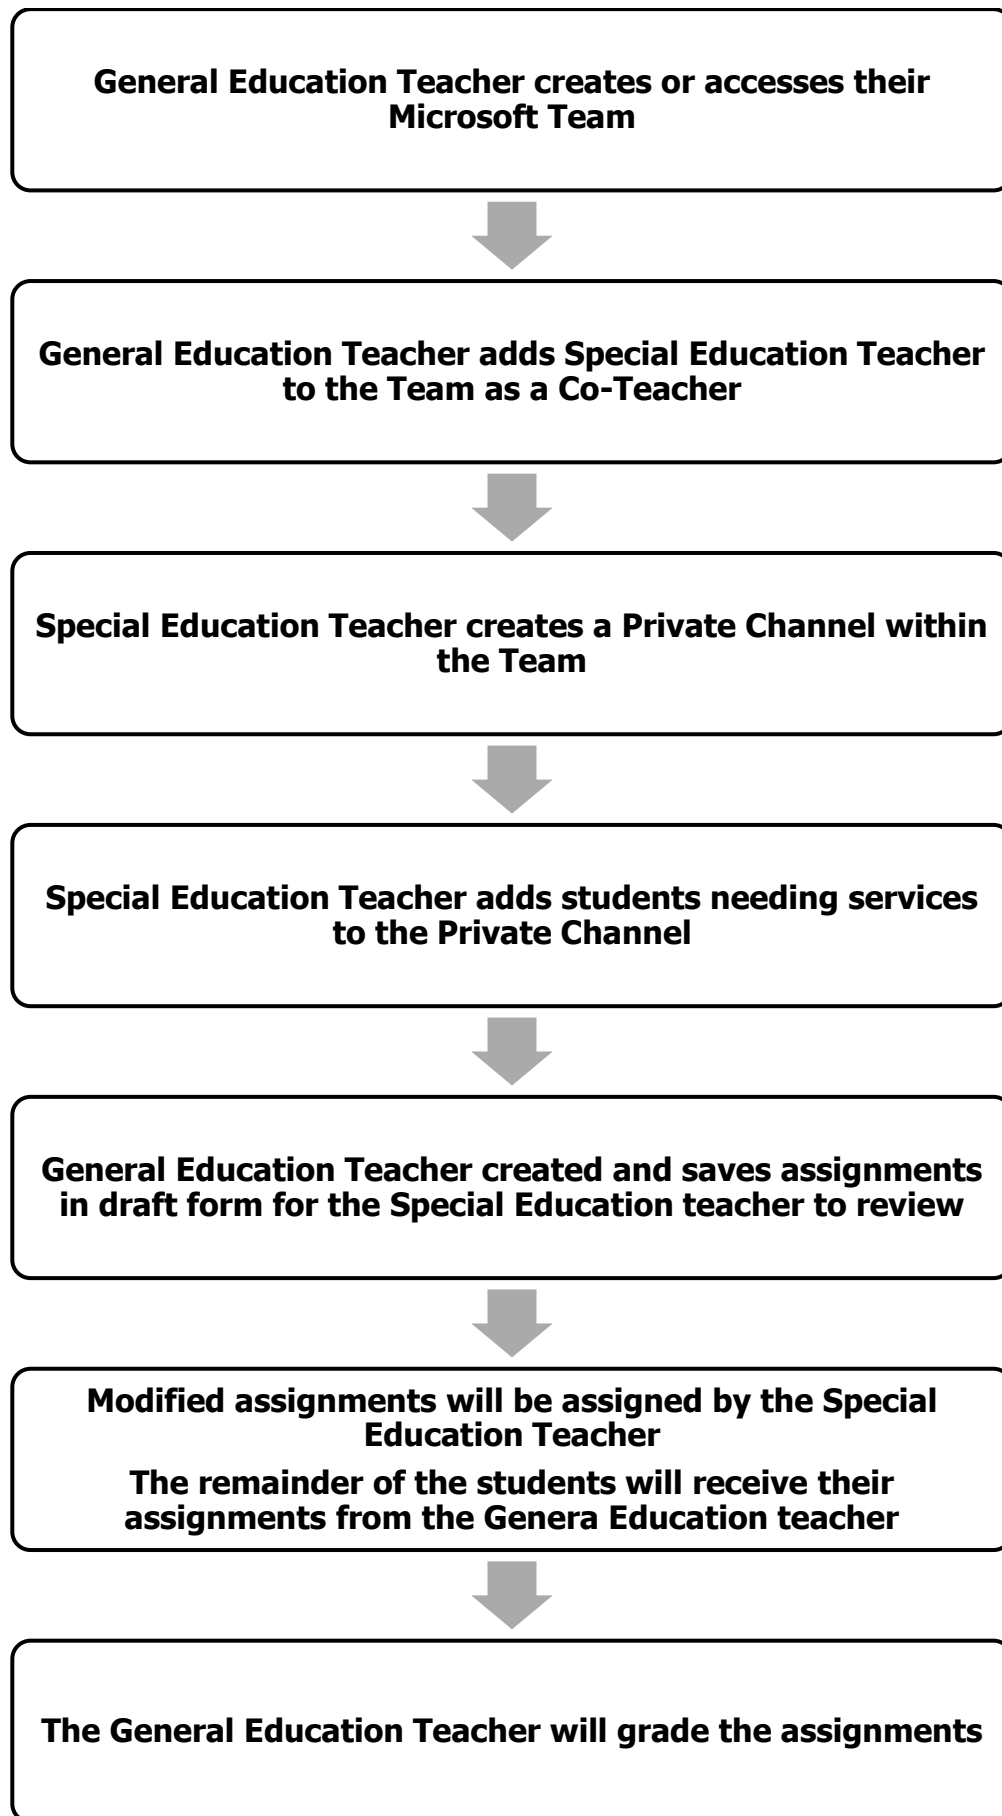 General Education Teacher creates or accesses their
Microsoft Team
General Education Teacher adds Special Education Teacher
to the Team as a Co-Teacher
Special Education Teacher creates a Private Channel within
the Team
Special Education Teacher adds students needing services
to the Private Channel
General Education Teacher created and saves assignments
in draft form for the Special Education teacher to review
Modified assignments will be assigned by the Special
Education Teacher
The remainder of the students will receive their
assignments from the Genera Education teacher
The General Education Teacher will grade the assignments